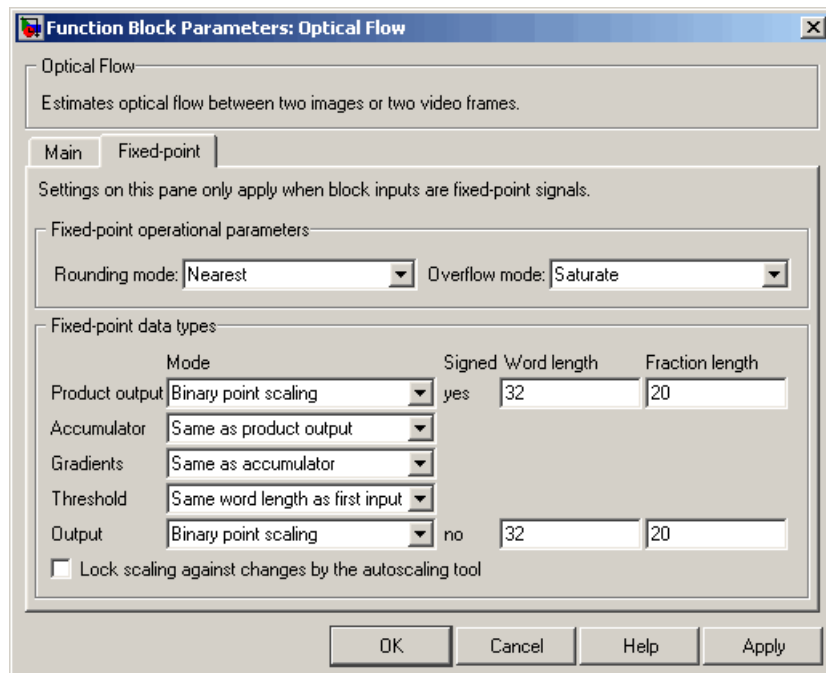 Function Block Parameters: Optical Flow
Optical Flow
Estimates optical flow between two images or two video frames.
Main Fixed-point
Settings on this pane only apply when block inputs are fixed-point signals.
Fixed-point operational parameters
Rounding mode: Nearest Overflow mode: Saturate
Fixed-point data types
Mode Signed Word length Fraction length
Product output Binary point scaling yes 32 20
Accumulator Same as product output
Gradients Same as accumulator
Threshold Same word length as first input
Output Binary point scaling no 32 20
Lock scaling against changes by the autoscaling tool
OK Cancel Help Apply